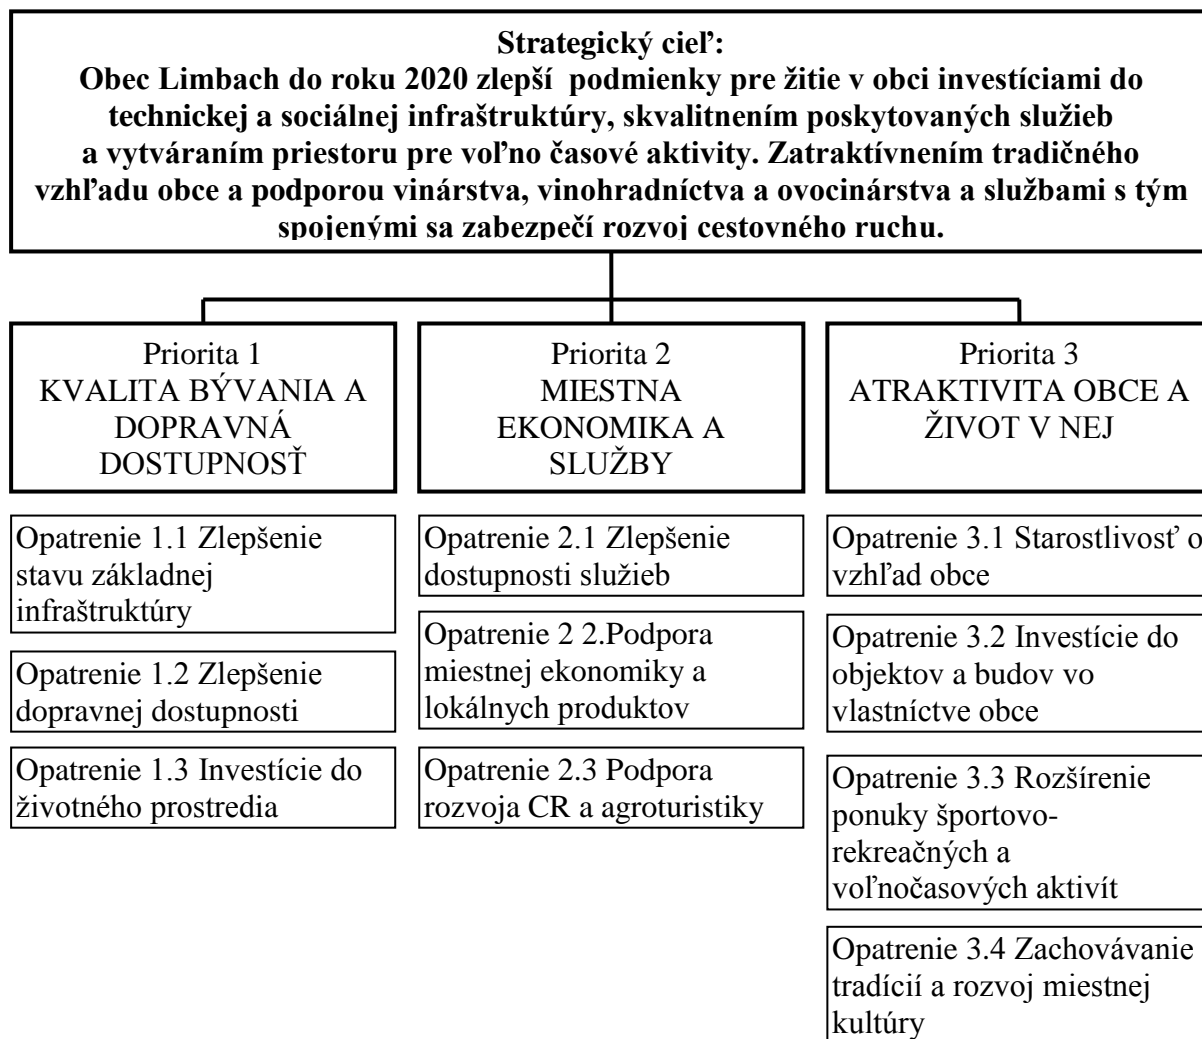 Strategický cieľ:
Obec Limbach do roku 2020 zlepší podmienky pre žitie v obci investíciami do
technickej a sociálnej infraštruktúry, skvalitnením poskytovaných služieb
a vytváraním priestoru pre voľno časové aktivity. Zatraktívnením tradičného
vzhľadu obce a podporou vinárstva, vinohradníctva a ovocinárstva a službami s tým
spojenými sa zabezpečí rozvoj cestovného ruchu.
Priorita 1
KVALITA BÝVANIA A
DOPRAVNÁ
DOSTUPNOSŤ
Opatrenie 1.1 Zlepšenie
stavu základnej
infraštruktúry
Opatrenie 1.2 Zlepšenie
dopravnej dostupnosti
Opatrenie 1.3 Investície do
životného prostredia
Priorita 2
MIESTNA
EKONOMIKA A
SLUŽBY
Opatrenie 2.1 Zlepšenie
dostupnosti služieb
Opatrenie 2 2.Podpora
miestnej ekonomiky a
lokálnych produktov
Opatrenie 2.3 Podpora
rozvoja CR a agroturistiky
Priorita 3
ATRAKTIVITA OBCE A
ŽIVOT V NEJ
Opatrenie 3.1 Starostlivosť o
vzhľad obce
Opatrenie 3.2 Investície do
objektov a budov vo
vlastníctve obce
Opatrenie 3.3 Rozšírenie
ponuky športovo-
rekreačných a
voľnočasových aktivít
Opatrenie 3.4 Zachovávanie
tradícií a rozvoj miestnej
kultúry